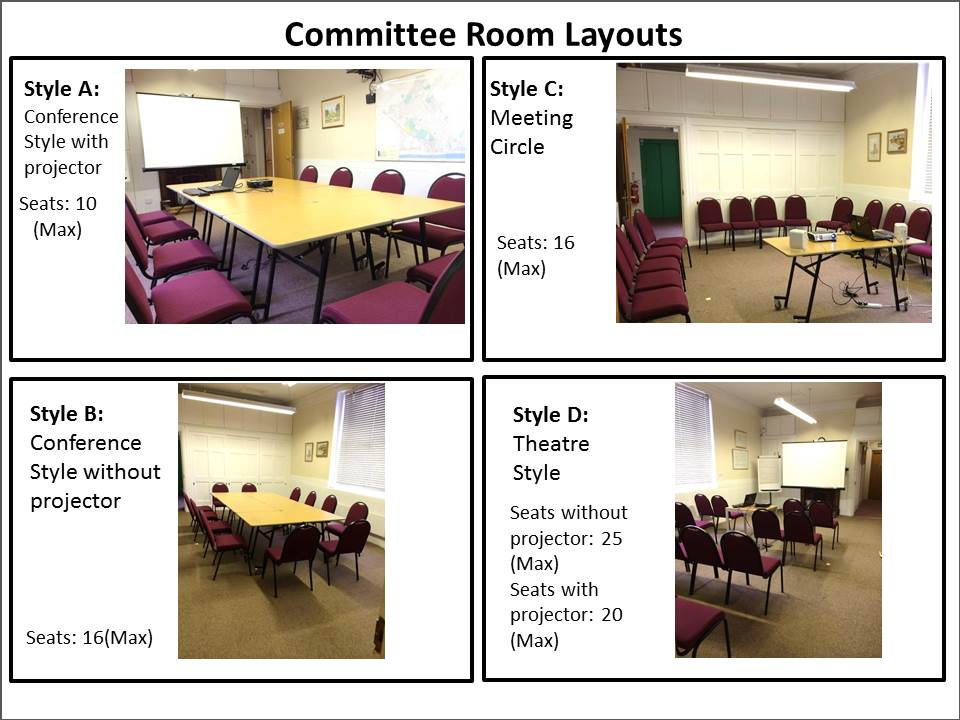 Committee Room Layouts
Style A:
Conference
Style with
projector
Seats: 10
(Max)
Style C:
Meeting
Circle
Seats: 16
(Max)
Style B:
Conference
Style without
projector
Seats: 16(Max)
Style D:
Theatre
Style
Seats without
projector: 25
(Max)
Seats with
projector: 20
(Max)